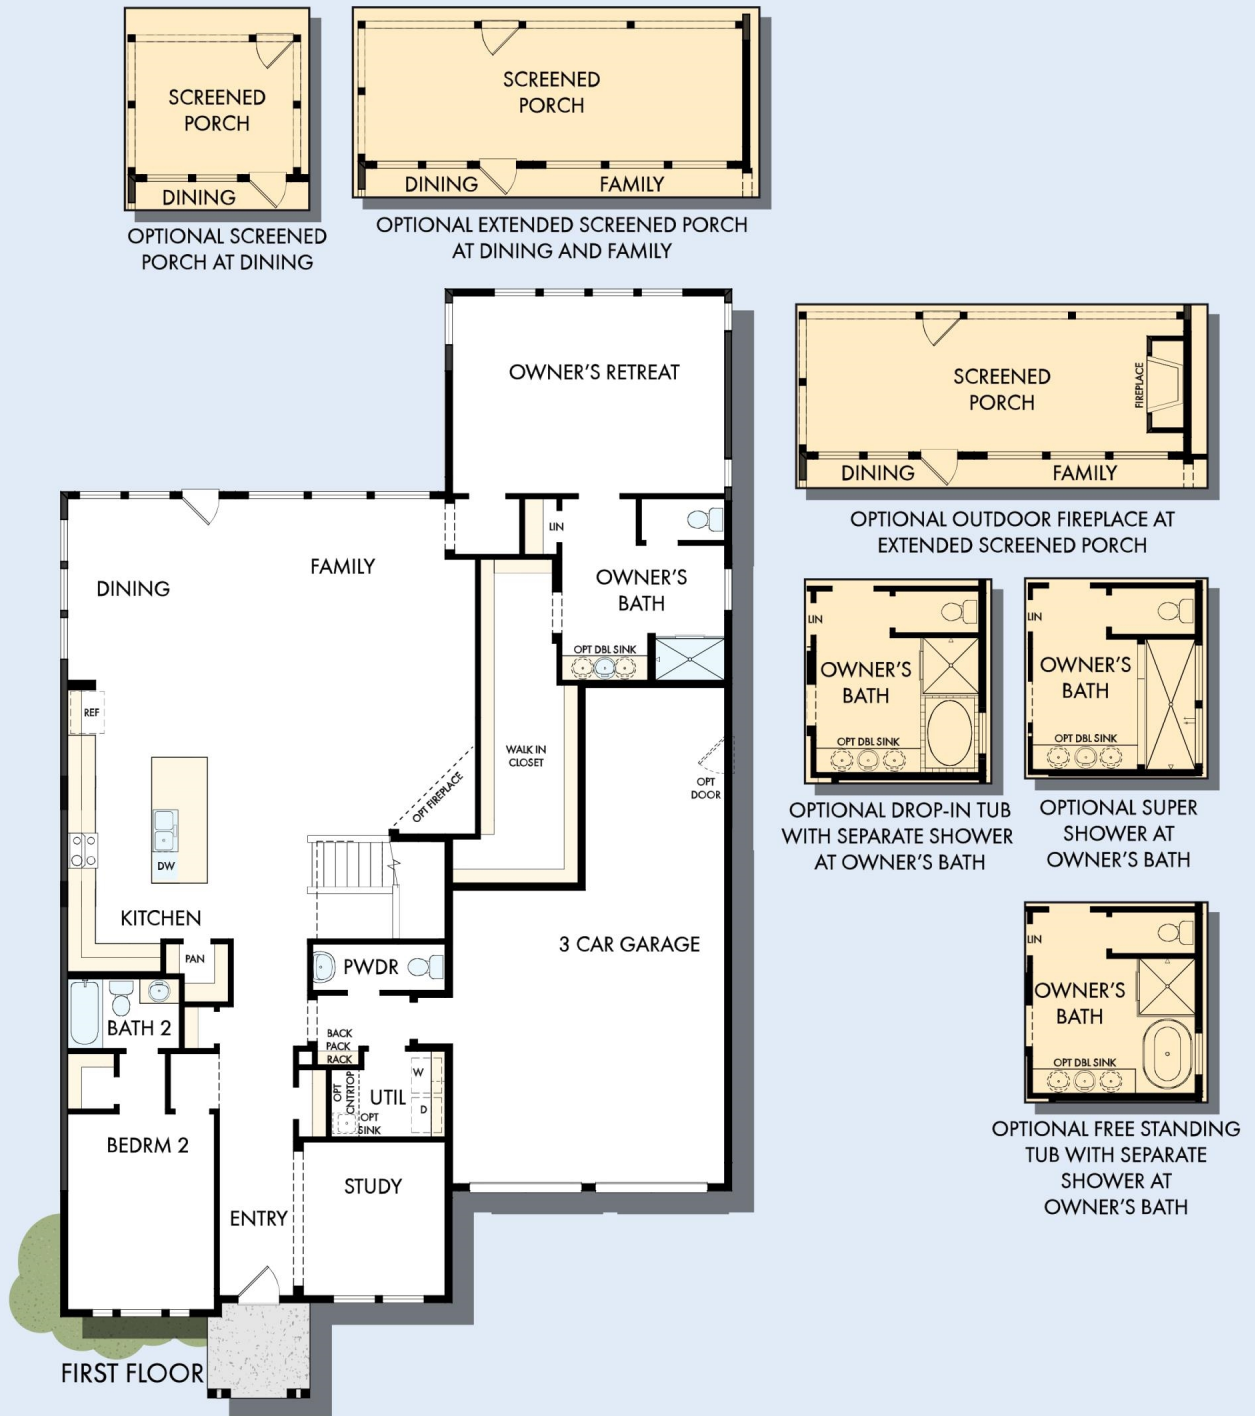 SCREENED
PORCH
DINING
OPTIONAL SCREENED
PORCH AT DINING
SCREENED
PORCH
DINING
FAMILY
OPTIONAL EXTENDED SCREENED PORCH
AT DINING AND FAMILY
OWNER'S RETREAT
SCREENED
PORCH
FIREPLACE
DINING
FAMILY
OPTIONAL OUTDOOR FIREPLACE AT
EXTENDED SCREENED PORCH
LIN
FAMILY
DINING
OWNER'S
BATH
OPT DBL SINK
REF
WALK IN
CLOSET
OPT
DOOR
OPT FIREPLACE
DW
KITCHEN
PAN
PWDR
3 CAR GARAGE
BATH 2
BACK
PACK
RACK
W
D
UTIL
OPT
CNTRTOP
OPT
SINK
BEDRM 2
STUDY
ENTRY
FIRST FLOOR
LIN
OWNER'S
BATH
OPT DBL SINK
OPTIONAL DROP-IN TUB
WITH SEPARATE SHOWER
AT OWNER'S BATH
LIN
OWNER'S
BATH
OPT DBL SINK
OPTIONAL SUPER
SHOWER AT
OWNER'S BATH
LIN
OWNER'S
BATH
OPT DBL SINK
OPTIONAL FREE STANDING
TUB WITH SEPARATE
SHOWER AT
OWNER'S BATH